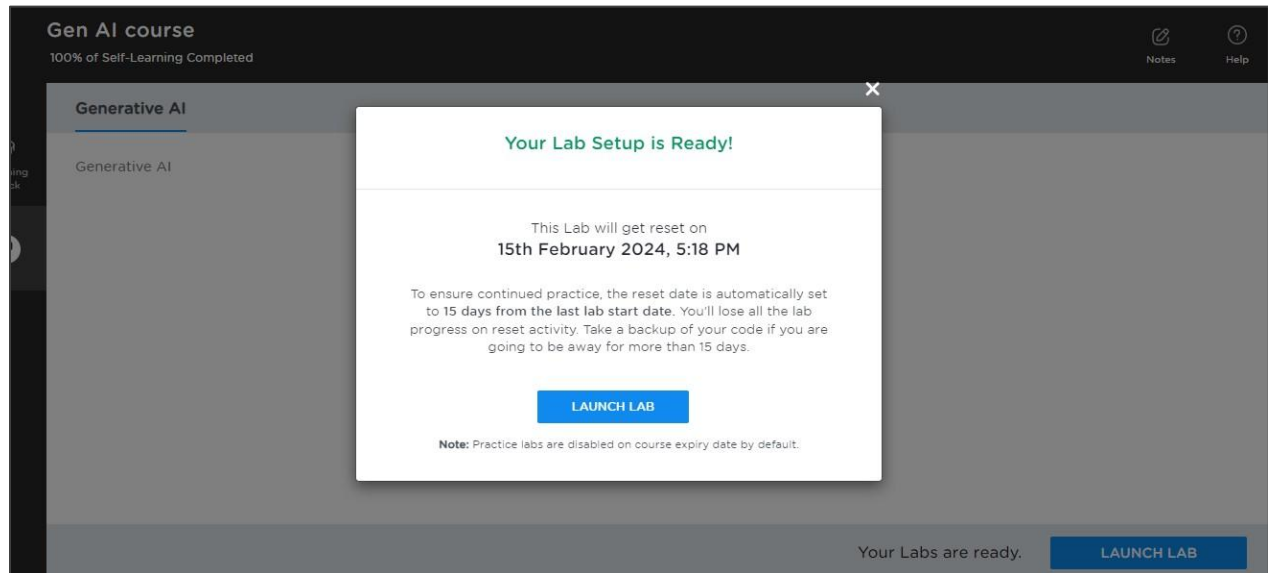 Gen AI course
100% of Self-Learning Completed
Notes
Help
Generative AI
Generative AI
Your Lab Setup is Ready!
This Lab will get reset on
15th February 2024, 5:18 PM
To ensure continued practice, the reset date is automatically set
to 15 days from the last lab start date. You'll lose all the lab
progress on reset activity. Take a backup of your code if you are
going to be away for more than 15 days.
LAUNCH LAB
Note: Practice labs are disabled on course expiry date by default.
Your Labs are ready.
LAUNCH LAB